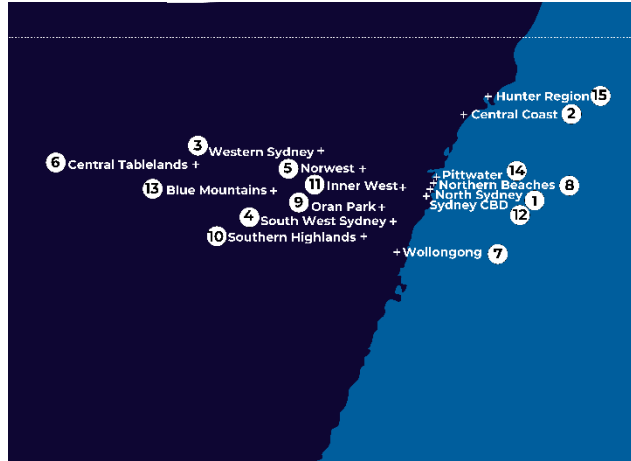 Hunter Region 15
Central Coast 2
3 Western Sydney
6 Central Tablelands
5 Norwest
Pittwater 14
13 Blue Mountains
11 Inner West
Northern Beaches 8
North Sydney 1
9 Oran Park
Sydney CBD 12
4 South West Sydney
10 Southern Highlands
Wollongong 7